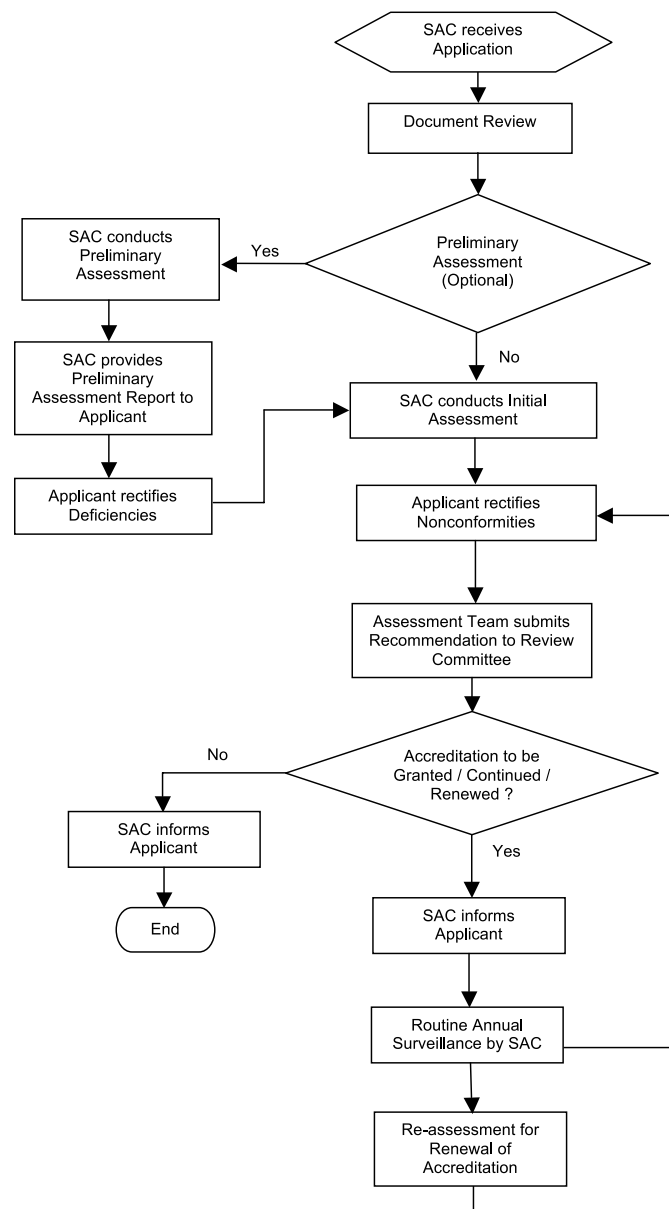 SAC receives
Application
Document Review
Preliminary
Assessment
(Optional)
Yes
SAC conducts
Preliminary
Assessment
SAC provides
Preliminary
Assessment Report to
Applicant
Applicant rectifies
Deficiencies
No
SAC conducts Initial
Assessment
Applicant rectifies
Nonconformities
Assessment Team submits
Recommendation to Review
Committee
Accreditation to be
Granted / Continued /
Renewed ?
No
SAC informs
Applicant
End
Yes
SAC informs
Applicant
Routine Annual
Surveillance by SAC
Re-assessment for
Renewal of
Accreditation